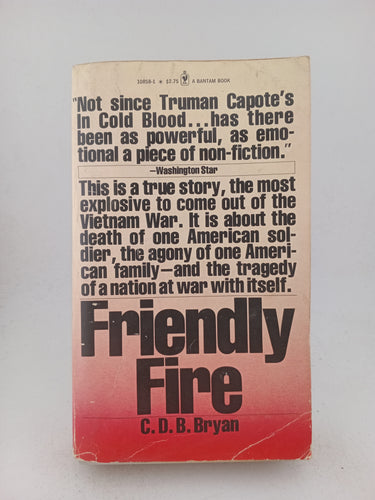 10858-1 ★ $2.75 A BANTAM BOOK
"Not since Truman Capote's
In Cold Blood...has there
been as powerful, as emo-
tional a piece of non-fiction."
—Washington Star
This is a true story, the most
explosive to come out of the
Vietnam War. It is about the
death of one American sol-
dier, the agony of one Ameri-
can family—and the tragedy
of a nation at war with itself.
Friendly
Fire
C. D. B. Bryan